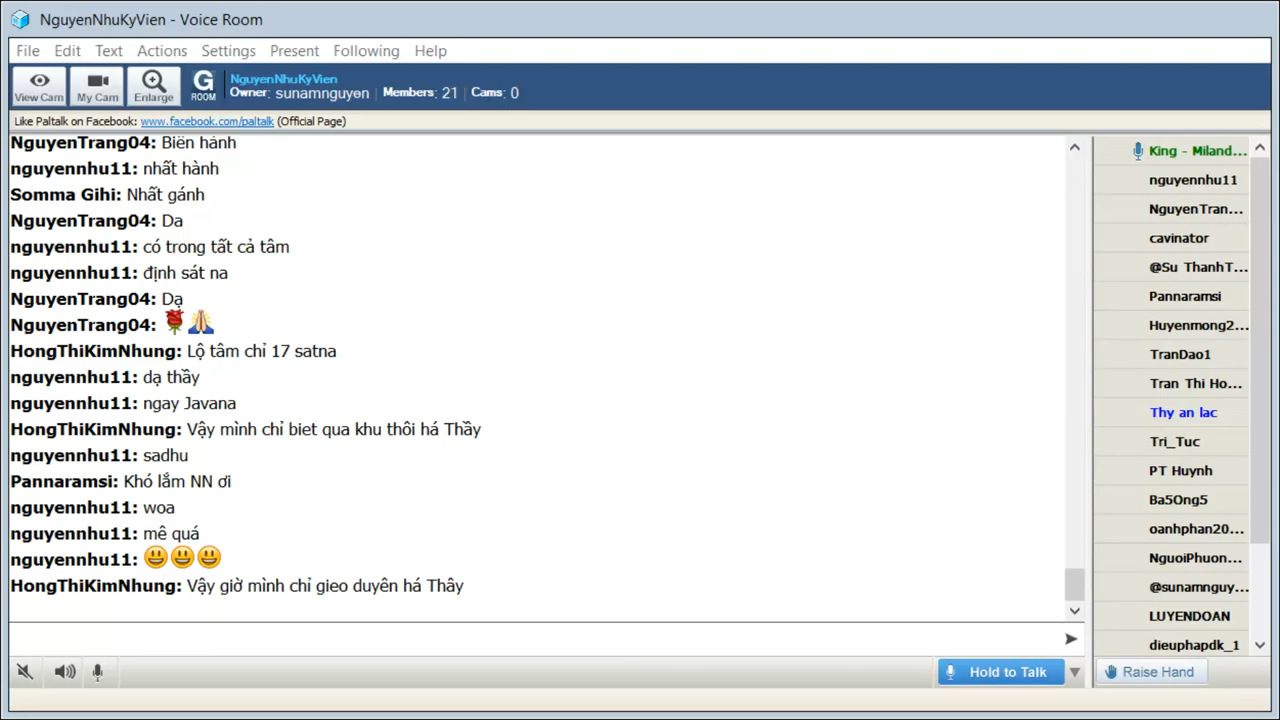 NguyenNhuKyVien - Voice Room
File Edit Text Actions Settings Present Following Help
View Cam My Cam Enlarge G ROOM
NguyenNhuKyVien
Owner: sunamnguyen | Members: 21 | Cams: 0
Like Paltalk on Facebook: www.facebook.com/paltalk (Official Page)
NguyenTrang04: Biến hành
nguyennhu11: nhất hành
Somma Gihi: Nhất gánh
NguyenTrang04: Da
nguyennhu11: có trong tất cả tâm
nguyennhu11: định sát na
NguyenTrang04: Dạ
NguyenTrang04:
HongThiKimNhung: Lộ tâm chỉ 17 satna
nguyennhu11: dạ thầy
nguyennhu11: ngay Javana
HongThiKimNhung: Vậy mình chỉ biet qua khu thôi há Thầy
nguyennhu11: sadhu
Pannaramsi: Khó lắm NN ơi
nguyennhu11: woa
nguyennhu11: mê quá
nguyennhu11:
HongThiKimNhung: Vậy giờ mình chỉ gieo duyên há Thây
King - Miland...
nguyennhu11
NguyenTran...
cavinator
@Su ThanhT...
Pannaramsi
Huyenmong2...
TranDao1
Tran Thi Ho...
Thy an lac
Tri_Tuc
PT Huynh
Ba5Ong5
oanhphan20...
NguoiPhuon...
@sunamnguy...
LUYENDOAN
dieuphapdk_1
Hold to Talk
Raise Hand